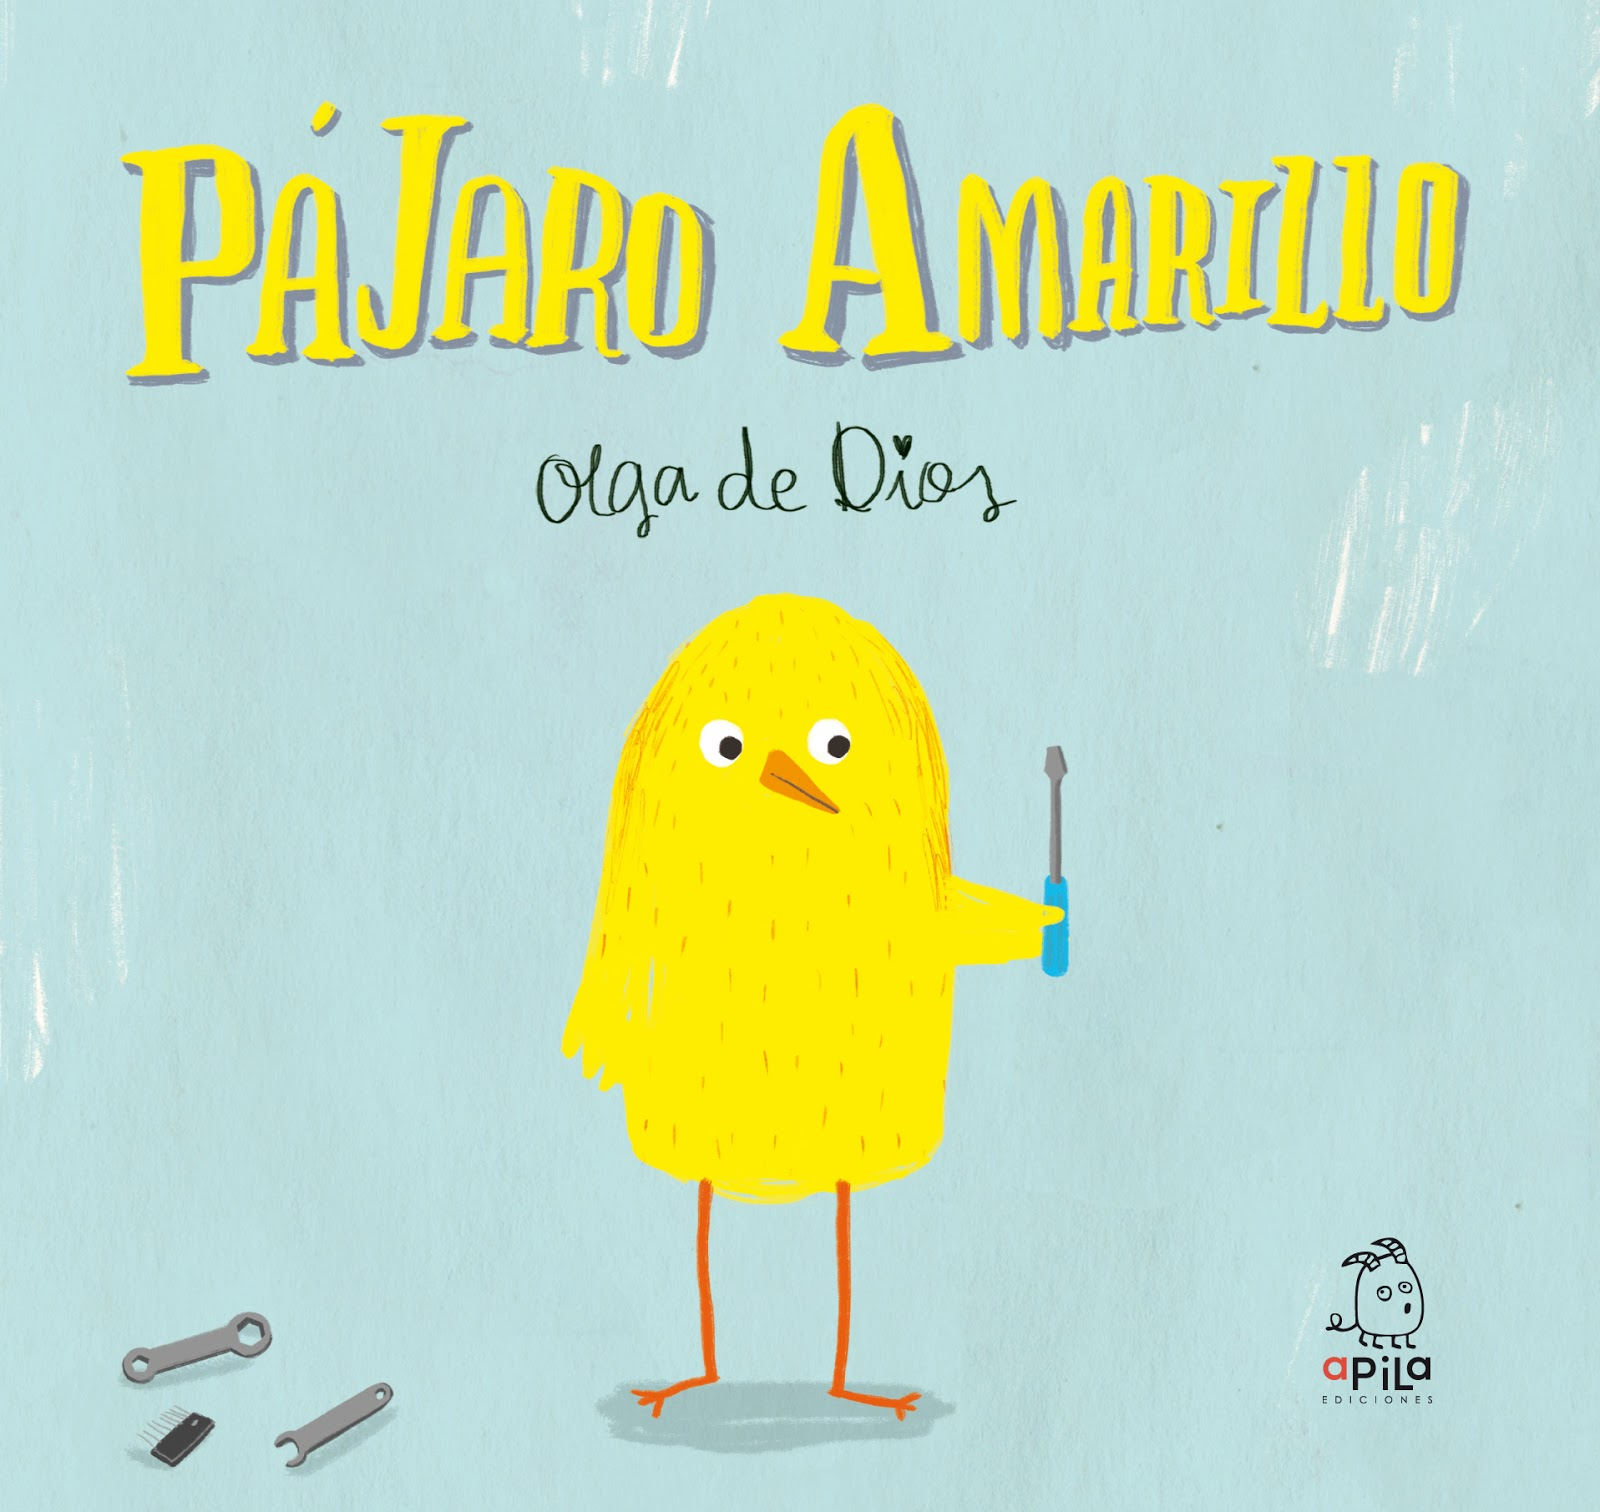 PÁJARO AMARILLO
Olga de Dios
aPiLa
EDICIONES